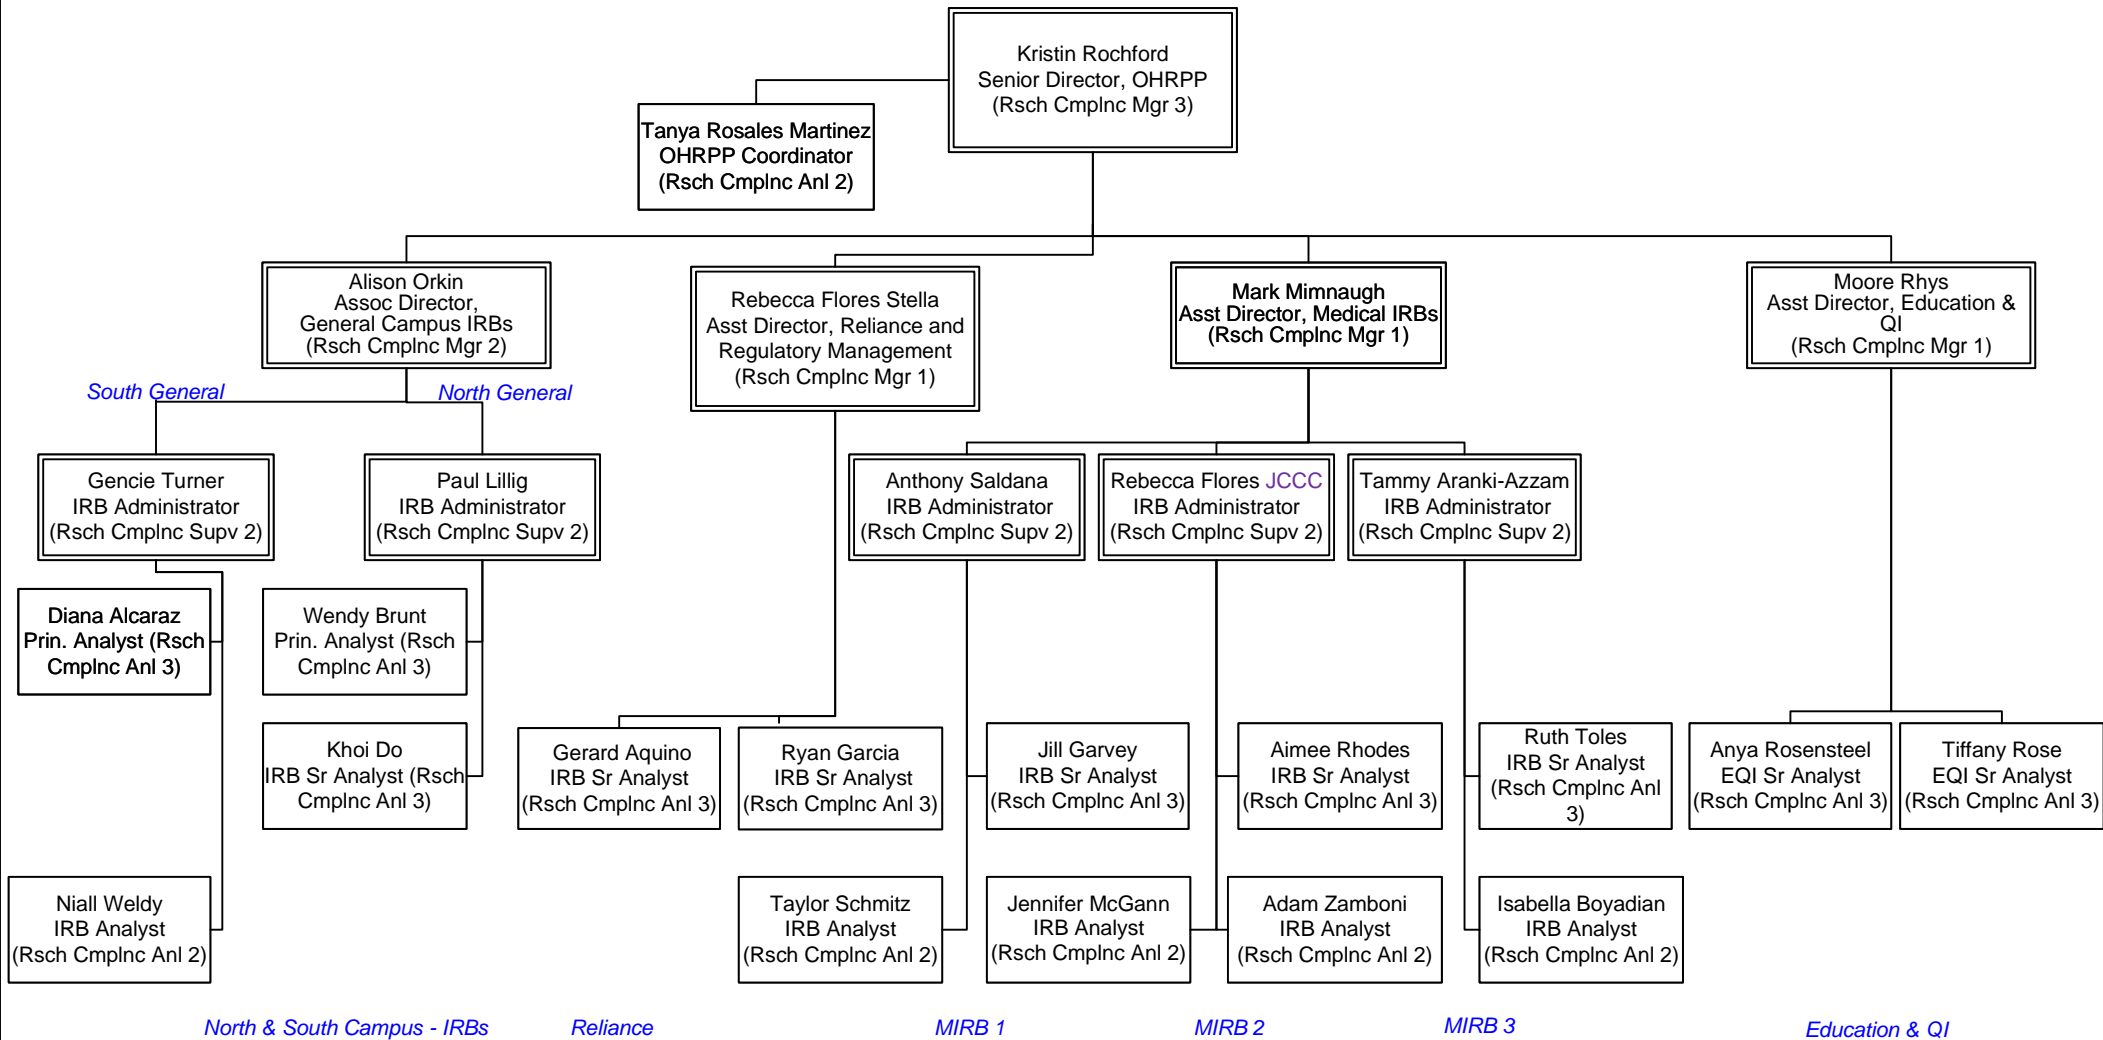 Kristin Rochford
Senior Director, OHRPP
(Rsch Cmplnc Mgr 3)
Tanya Rosales Martinez
OHRPP Coordinator
(Rsch Cmplnc Anl 2)
Alison Orkin
Assoc Director,
General Campus IRBs
(Rsch Cmplnc Mgr 2)
Rebecca Flores Stella
Asst Director, Reliance and
Regulatory Management
(Rsch Cmplnc Mgr 1)
Mark Mimnaugh
Asst Director, Medical IRBs
(Rsch Cmplnc Mgr 1)
Moore Rhys
Asst Director, Education &
QI
(Rsch Cmplnc Mgr 1)
South General
North General
Gencie Turner
IRB Administrator
(Rsch Cmplnc Supv 2)
Paul Lillig
IRB Administrator
(Rsch Cmplnc Supv 2)
Anthony Saldana
IRB Administrator
(Rsch Cmplnc Supv 2)
Rebecca Flores JCCC
IRB Administrator
(Rsch Cmplnc Supv 2)
Tammy Aranki-Azzam
IRB Administrator
(Rsch Cmplnc Supv 2)
Diana Alcaraz
Prin. Analyst (Rsch
Cmplnc Anl 3)
Wendy Brunt
Prin. Analyst (Rsch
Cmplnc Anl 3)
Khoi Do
IRB Sr Analyst (Rsch
Cmplnc Anl 3)
Gerard Aquino
IRB Sr Analyst
(Rsch Cmplnc Anl 3)
Ryan Garcia
IRB Sr Analyst
(Rsch Cmplnc Anl 3)
Jill Garvey
IRB Sr Analyst
(Rsch Cmplnc Anl 3)
Aimee Rhodes
IRB Sr Analyst
(Rsch Cmplnc Anl 3)
Ruth Toles
IRB Sr Analyst
(Rsch Cmplnc Anl
3)
Anya Rosensteel
EQI Sr Analyst
(Rsch Cmplnc Anl 3)
Tiffany Rose
EQI Sr Analyst
(Rsch Cmplnc Anl 3)
Niall Weldy
IRB Analyst
(Rsch Cmplnc Anl 2)
Taylor Schmitz
IRB Analyst
(Rsch Cmplnc Anl 2)
Jennifer McGann
IRB Analyst
(Rsch Cmplnc Anl 2)
Adam Zamboni
IRB Analyst
(Rsch Cmplnc Anl 2)
Isabella Boyadian
IRB Analyst
(Rsch Cmplnc Anl 2)
North & South Campus - IRBs
Reliance
MIRB 1
MIRB 2
MIRB 3
Education & QI